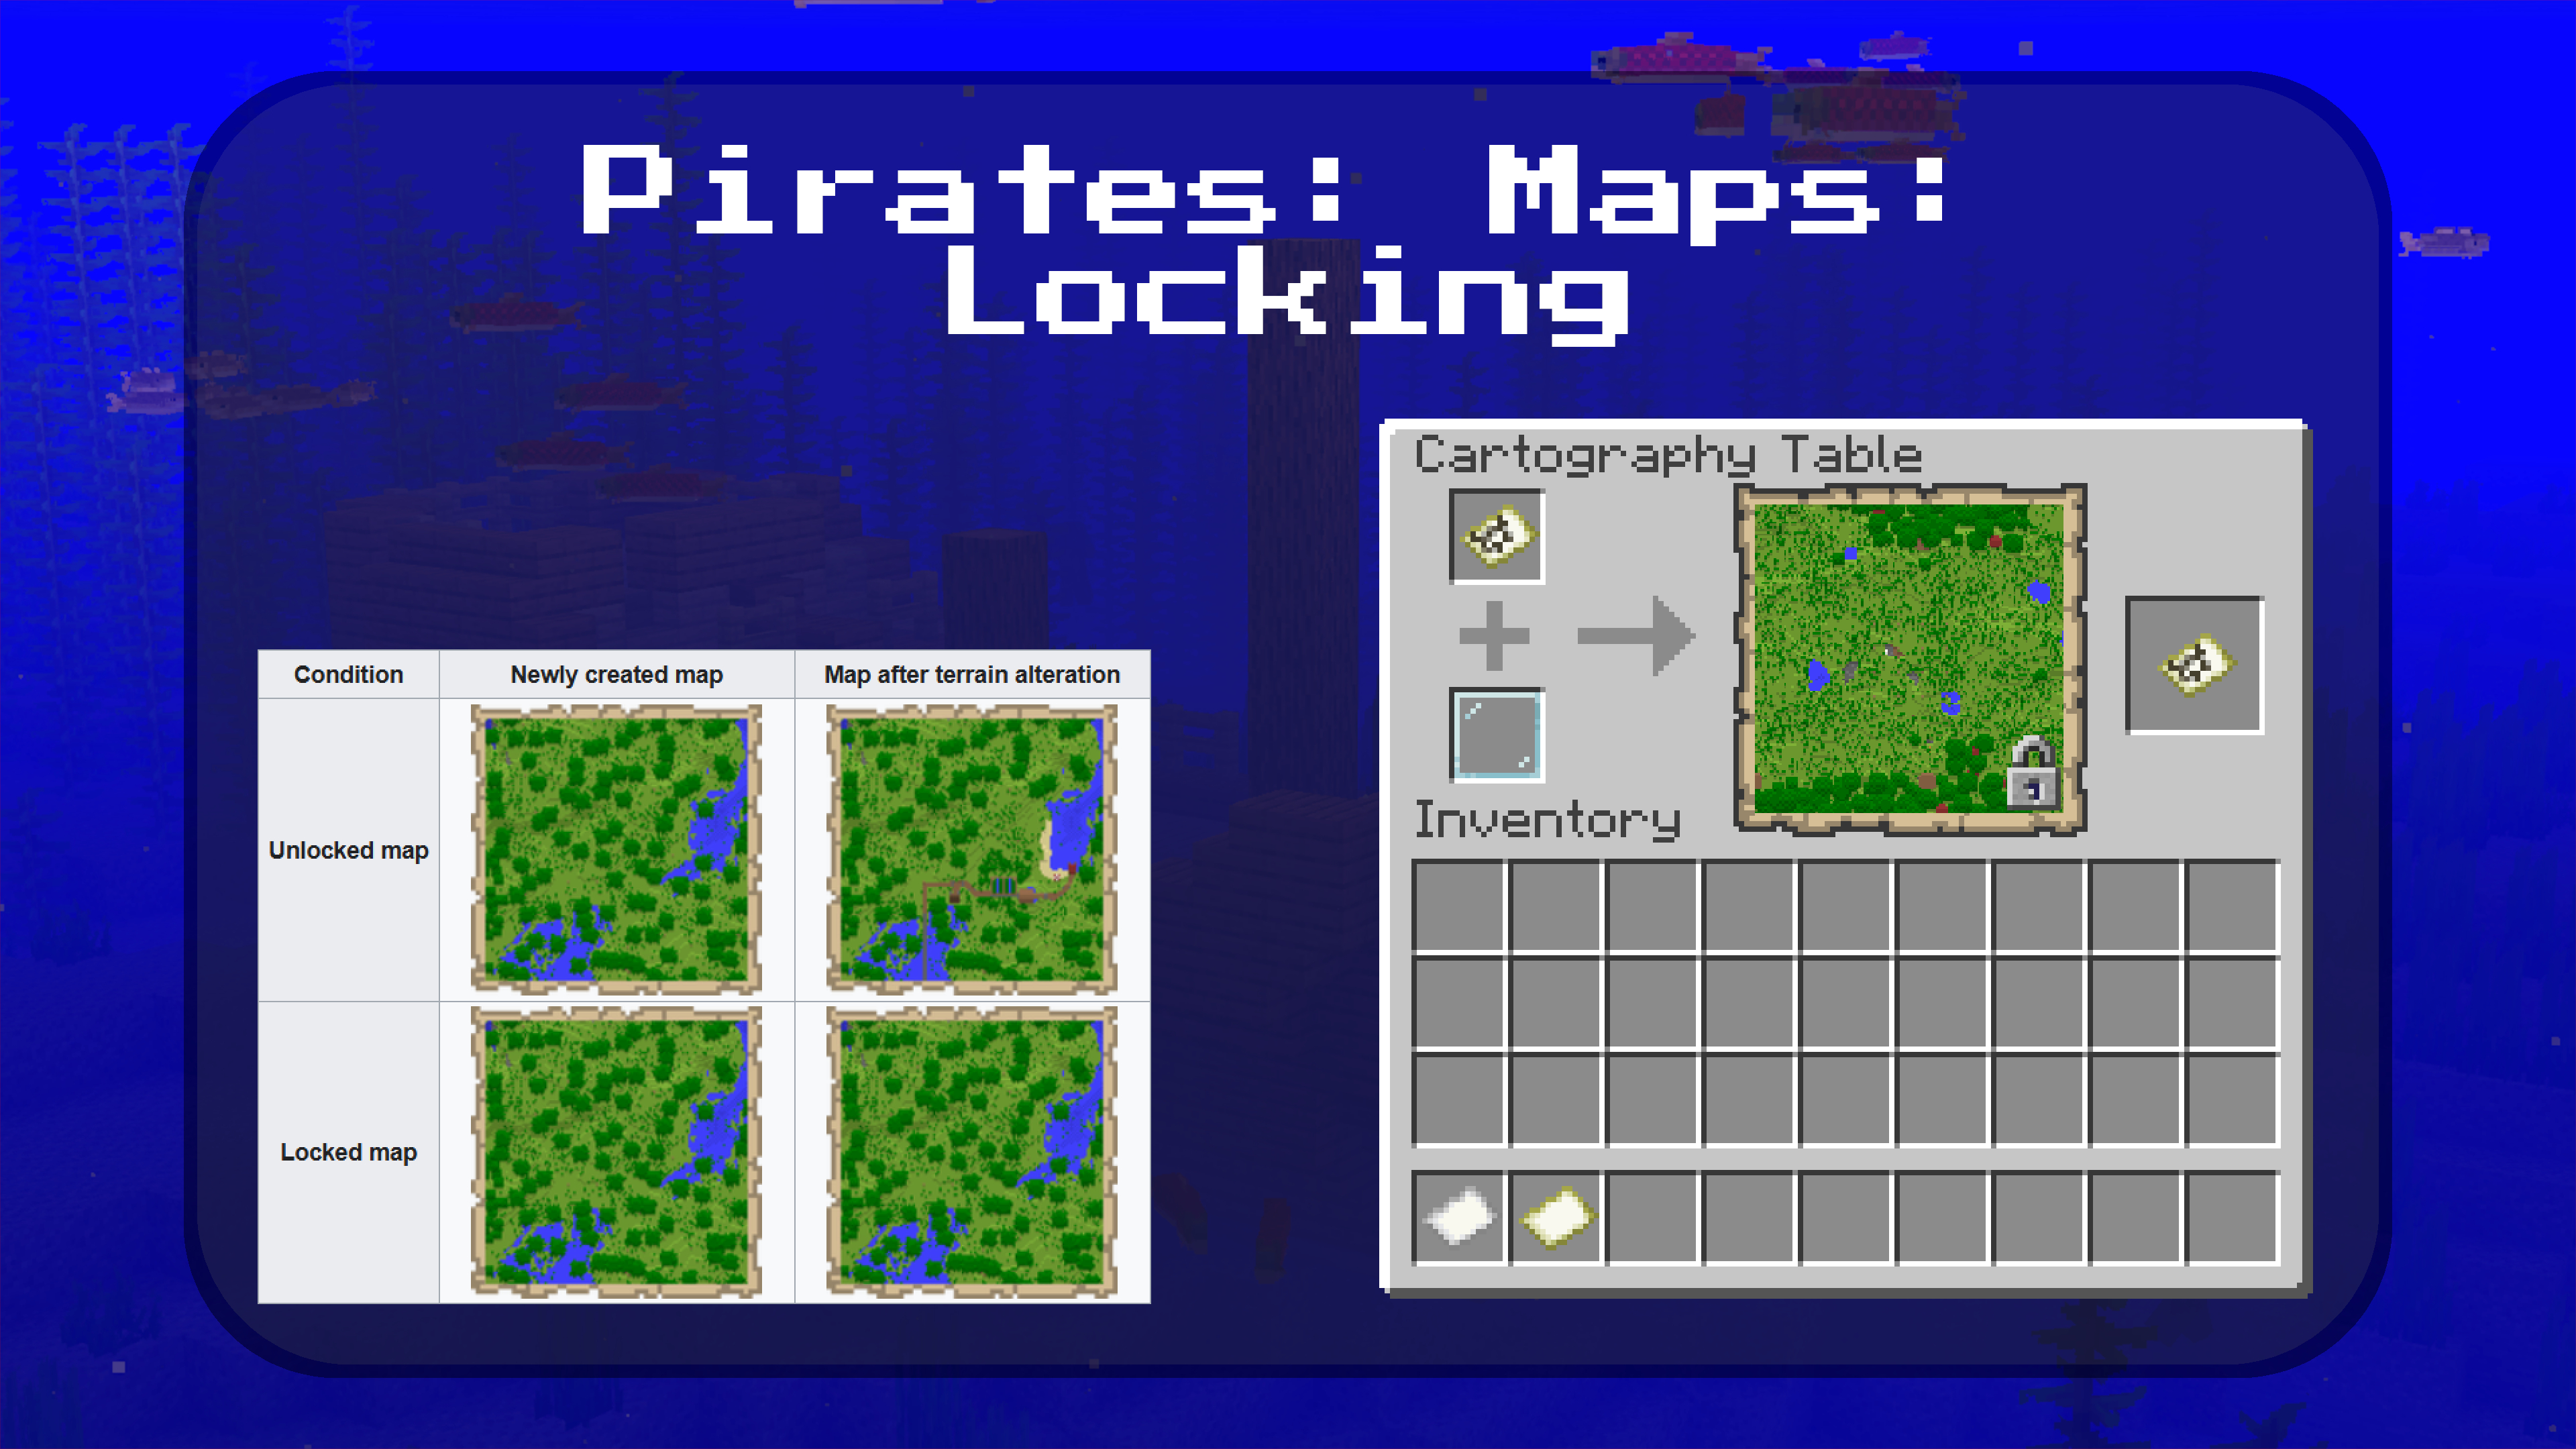 Pirates: Maps:
Locking
Condition Newly created map Map after terrain alteration
Unlocked map
Locked map
Cartography Table
Inventory